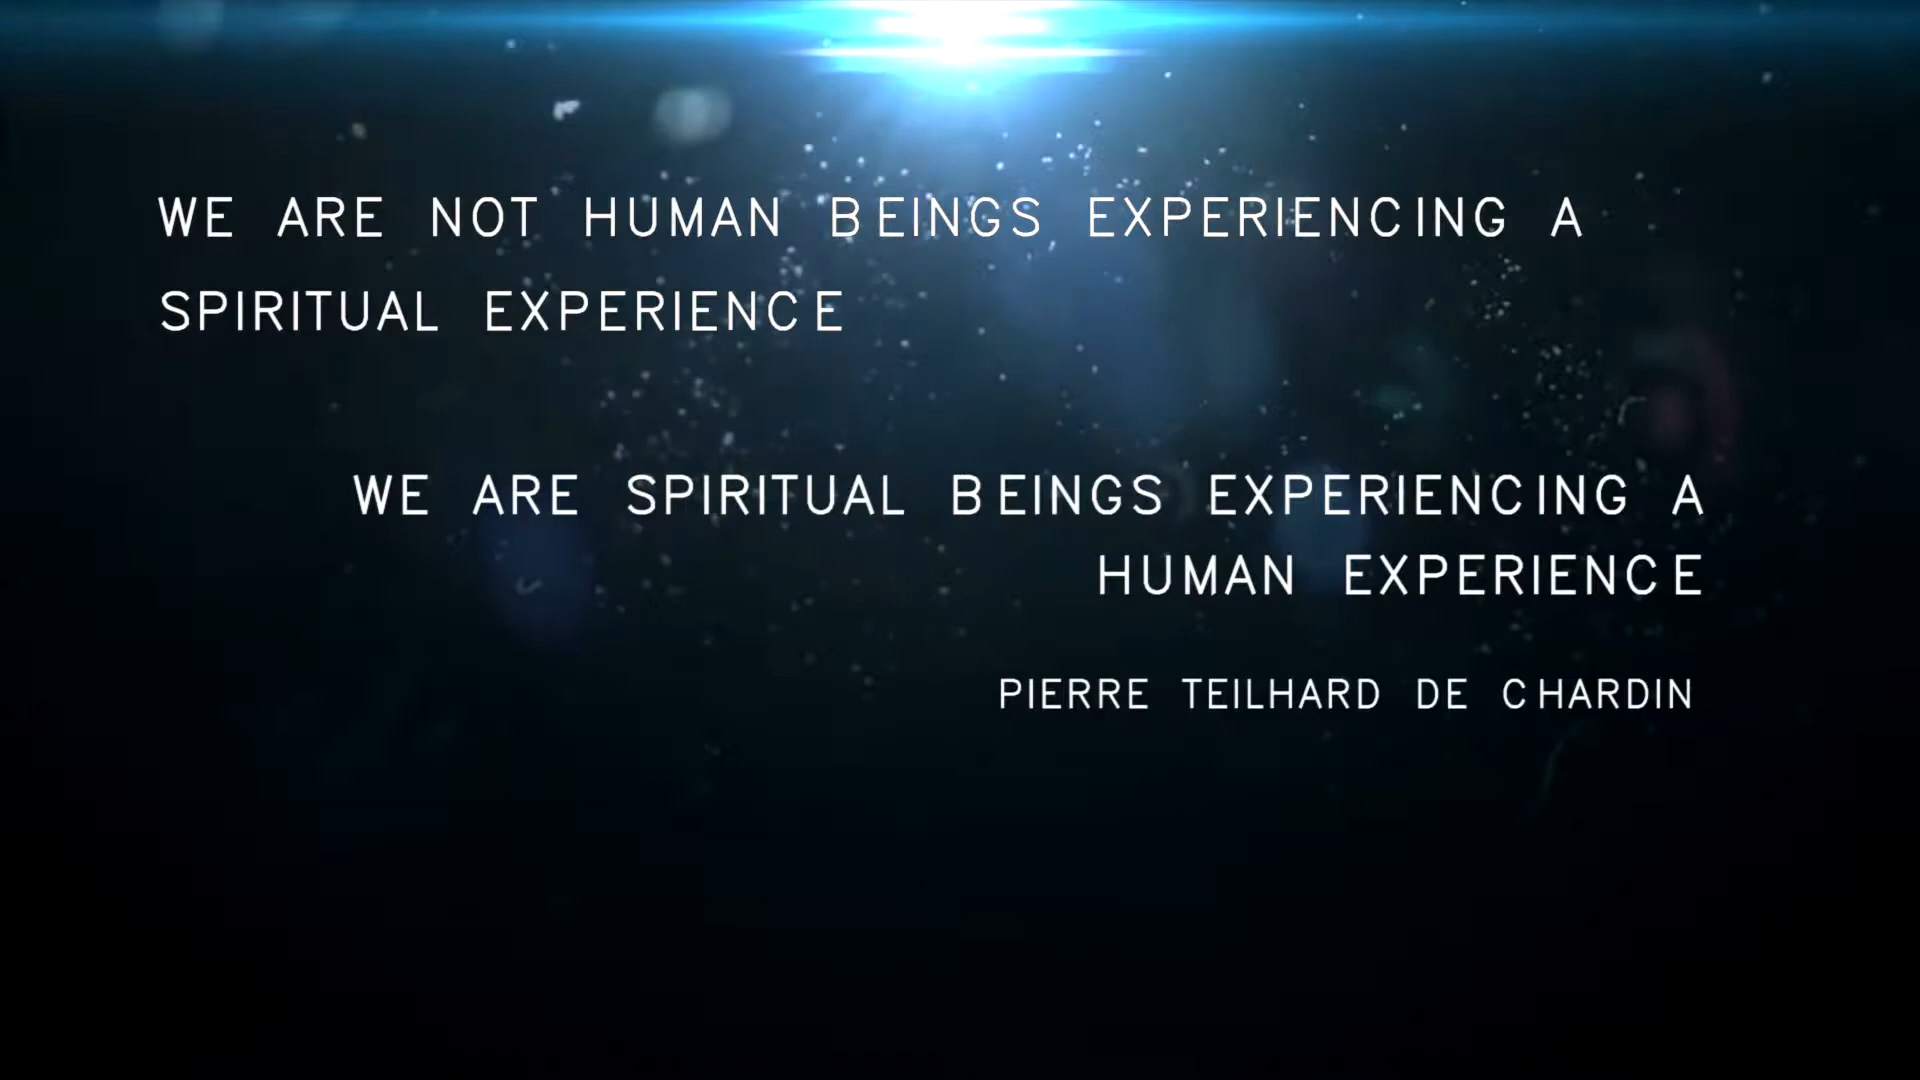 WE ARE NOT HUMAN BEINGS EXPERIENCING A
SPIRITUAL EXPERIENCE
WE ARE SPIRITUAL BEINGS EXPERIENCING A
HUMAN EXPERIENCE
PIERRE TEILHARD DE CHARDIN